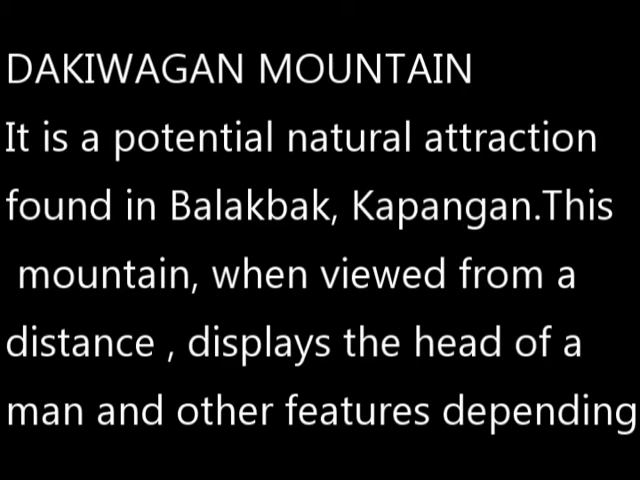 DAKIWAGAN MOUNTAIN
It is a potential natural attraction
found in Balakbak, Kapangan.This
mountain, when viewed from a
distance , displays the head of a
man and other features depending